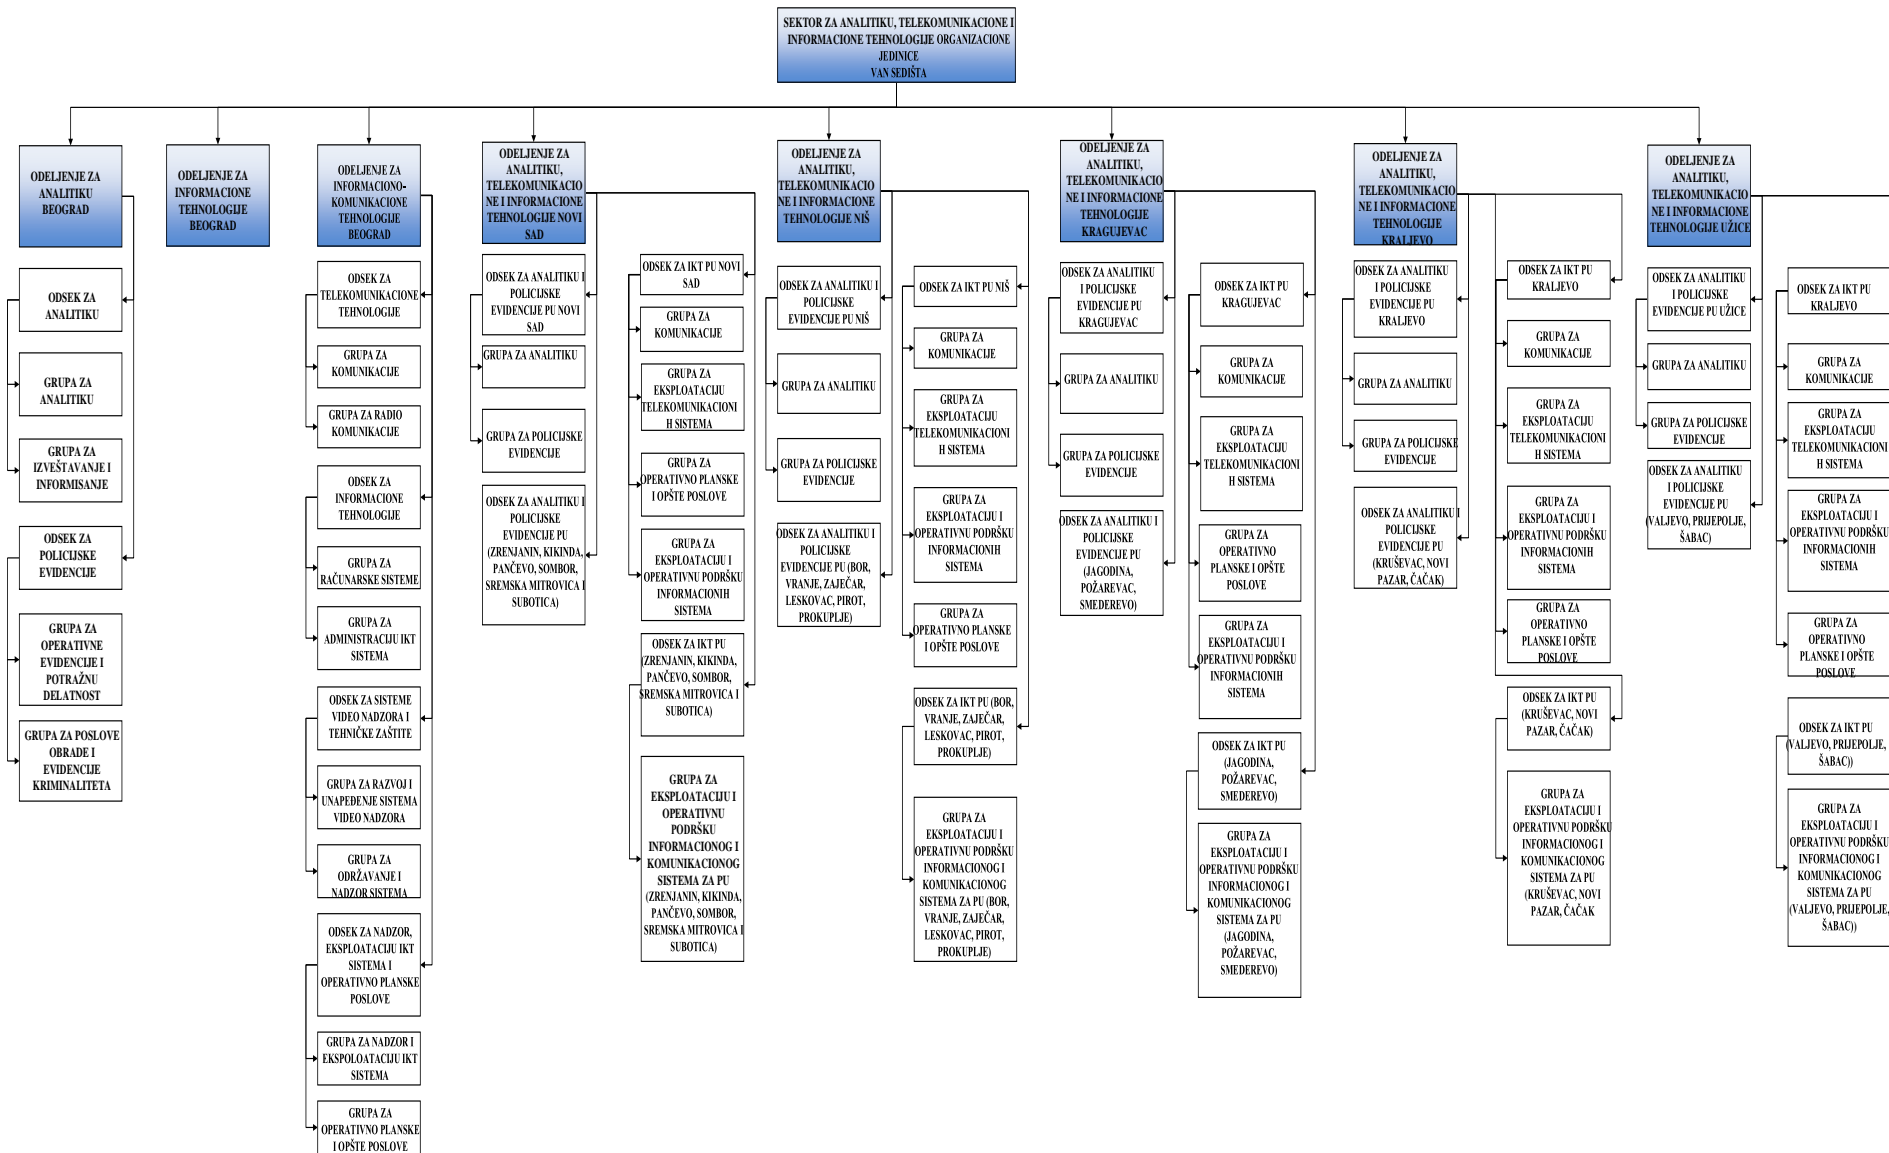 SEKTOR ZA ANALITIKU, TELEKOMUNIKACIONE I
INFORMACIONE TEHNOLOGIJE ORGANIZACIONE
JEDINICE
VAN SEDIŠTA
ODELJENJE ZA
ANALITIKU
BEOGRAD
ODSEK ZA
ANALITIKU
GRUPA ZA
ANALITIKU
GRUPA ZA
IZVEŠTAVANJE I
INFORMISANJE
ODSEK ZA
POLICIJSKE
EVIDENCIJE
GRUPA ZA
OPERATIVNE
EVIDENCIJE I
POTRAŽNU
DELATNOST
GRUPA ZA POSLOVE
OBRADE I
EVIDENCIJE
KRIMINALITETA
ODELJENJE ZA
INFORMACIONE
TEHNOLOGIJE
BEOGRAD
ODELJENJE ZA
INFORMACIONO-
KOMUNIKACIONE
TEHNOLOGIJE
BEOGRAD
ODSEK ZA
TELEKOMUNIKACIONE
TEHNOLOGIJE
GRUPA ZA
KOMUNIKACIJE
GRUPA ZA RADIO
KOMUNIKACIJE
ODSEK ZA
INFORMACIONE
TEHNOLOGIJE
GRUPA ZA
RAČUNARSKE SISTEME
GRUPA ZA
ADMINISTRACIJU IKT
SISTEMA
ODSEK ZA SISTEME
VIDEO NADZORA I
TEHNIČKE ZAŠTITE
GRUPA ZA RAZVOJ I
UNAPEĐENJE SISTEMA
VIDEO NADZORA
GRUPA ZA
ODRŽAVANJE I
NADZOR SISTEMA
ODSEK ZA NADZOR,
EKSPLOATACIJU IKT
SISTEMA I
OPERATIVNO PLANSKE
POSLOVE
GRUPA ZA NADZOR I
EKSPOLOATACIJU IKT
SISTEMA
GRUPA ZA
OPERATIVNO PLANSKE
I OPŠTE POSLOVE
ODELJENJE ZA
ANALITIKU,
TELEKOMUNIKACIO
NE I INFORMACIONE
TEHNOLOGIJE NOVI
SAD
ODSEK ZA ANALITIKU I
POLICIJSKE
EVIDENCIJE PU NOVI
SAD
GRUPA ZA ANALITIKU
GRUPA ZA POLICIJSKE
EVIDENCIJE
ODSEK ZA ANALITIKU I
POLICIJSKE
EVIDENCIJE PU
(ZRENJANIN, KIKINDA,
PANČEVO, SOMBOR,
SREMSKA MITROVICA I
SUBOTICA)
ODSEK ZA IKT PU NOVI
SAD
GRUPA ZA
KOMUNIKACIJE
GRUPA ZA
EKSPLOATACIJU
TELEKOMUNIKACIONI
H SISTEMA
GRUPA ZA
OPERATIVNO PLANSKE
I OPŠTE POSLOVE
GRUPA ZA
EKSPLOATACIJU I
OPERATIVNU PODRŠKU
INFORMACIONIH
SISTEMA
ODSEK ZA IKT PU
(ZRENJANIN, KIKINDA,
PANČEVO, SOMBOR,
SREMSKA MITROVICA I
SUBOTICA)
GRUPA ZA
EKSPLOATACIJU I
OPERATIVNU
PODRŠKU
INFORMACIONOG I
KOMUNIKACIONOG
SISTEMA ZA PU
(ZRENJANIN, KIKINDA,
PANČEVO, SOMBOR,
SREMSKA MITROVICA I
SUBOTICA)
ODELJENJE ZA
ANALITIKU,
TELEKOMUNIKACIO
NE I INFORMACIONE
TEHNOLOGIJE NIŠ
ODSEK ZA ANALITIKU I
POLICIJSKE
EVIDENCIJE PU NIŠ
GRUPA ZA ANALITIKU
GRUPA ZA POLICIJSKE
EVIDENCIJE
ODSEK ZA ANALITIKU I
POLICIJSKE
EVIDENCIJE PU (BOR,
VRANJE, ZAJEČAR,
LESKOVAC, PIROT,
PROKUPLJE)
ODSEK ZA IKT PU NIŠ
GRUPA ZA
KOMUNIKACIJE
GRUPA ZA
EKSPLOATACIJU
TELEKOMUNIKACIONI
H SISTEMA
GRUPA ZA
EKSPLOATACIJU I
OPERATIVNU PODRŠKU
INFORMACIONIH
SISTEMA
GRUPA ZA
OPERATIVNO PLANSKE
I OPŠTE POSLOVE
ODSEK ZA IKT PU (BOR,
VRANJE, ZAJEČAR,
LESKOVAC, PIROT,
PROKUPLJE)
GRUPA ZA
EKSPLOATACIJU I
OPERATIVNU PODRŠKU
INFORMACIONOG I
KOMUNIKACIONOG
SISTEMA ZA PU (BOR,
VRANJE, ZAJEČAR,
LESKOVAC, PIROT,
PROKUPLJE)
ODELJENJE ZA
ANALITIKU,
TELEKOMUNIKACIO
NE I INFORMACIONE
TEHNOLOGIJE
KRAGUJEVAC
ODSEK ZA ANALITIKU
I POLICIJSKE
EVIDENCIJE PU
KRAGUJEVAC
GRUPA ZA ANALITIKU
GRUPA ZA POLICIJSKE
EVIDENCIJE
ODSEK ZA ANALITIKU I
POLICIJSKE
EVIDENCIJE PU
(JAGODINA,
POŽAREVAC,
SMEDEREVO)
ODSEK ZA IKT PU
KRAGUJEVAC
GRUPA ZA
KOMUNIKACIJE
GRUPA ZA
EKSPLOATACIJU
TELEKOMUNIKACIONI
H SISTEMA
GRUPA ZA
OPERATIVNO
PLANSKE I OPŠTE
POSLOVE
GRUPA ZA
EKSPLOATACIJU I
OPERATIVNU PODRŠKU
INFORMACIONIH
SISTEMA
ODSEK ZA IKT PU
(JAGODINA,
POŽAREVAC,
SMEDEREVO)
GRUPA ZA
EKSPLOATACIJU I
OPERATIVNU PODRŠKU
INFORMACIONOG I
KOMUNIKACIONOG
SISTEMA ZA PU
(JAGODINA,
POŽAREVAC,
SMEDEREVO)
ODELJENJE ZA
ANALITIKU,
TELEKOMUNIKACIO
NE I INFORMACIONE
TEHNOLOGIJE
KRALJEVO
ODSEK ZA ANALITIKU
I POLICIJSKE
EVIDENCIJE PU
KRALJEVO
GRUPA ZA ANALITIKU
GRUPA ZA POLICIJSKE
EVIDENCIJE
ODSEK ZA ANALITIKU I
POLICIJSKE
EVIDENCIJE PU
(KRUŠEVAC, NOVI
PAZAR, ČAČAK)
ODSEK ZA IKT PU
KRALJEVO
GRUPA ZA
KOMUNIKACIJE
GRUPA ZA
EKSPLOATACIJU
TELEKOMUNIKACIONI
H SISTEMA
GRUPA ZA
EKSPLOATACIJU I
OPERATIVNU PODRŠKU
INFORMACIONIH
SISTEMA
GRUPA ZA
OPERATIVNO
PLANSKE I OPŠTE
POSLOVE
ODSEK ZA IKT PU
(KRUŠEVAC, NOVI
PAZAR, ČAČAK)
GRUPA ZA
EKSPLOATACIJU I
OPERATIVNU PODRŠKU
INFORMACIONOG I
KOMUNIKACIONOG
SISTEMA ZA PU
(KRUŠEVAC, NOVI
PAZAR, ČAČAK
ODELJENJE ZA
ANALITIKU,
TELEKOMUNIKACIO
NE I INFORMACIONE
TEHNOLOGIJE UŽICE
ODSEK ZA ANALITIKU
I POLICIJSKE
EVIDENCIJE PU UŽICE
GRUPA ZA ANALITIKU
GRUPA ZA POLICIJSKE
EVIDENCIJE
ODSEK ZA ANALITIKU
I POLICIJSKE
EVIDENCIJE PU
(VALJEVO, PRIJEPOLJE,
ŠABAC)
ODSEK ZA IKT PU
KRALJEVO
GRUPA ZA
KOMUNIKACIJE
GRUPA ZA
EKSPLOATACIJU
TELEKOMUNIKACIONI
H SISTEMA
GRUPA ZA
EKSPLOATACIJU I
OPERATIVNU PODRŠKU
INFORMACIONIH
SISTEMA
GRUPA ZA
OPERATIVNO
PLANSKE I OPŠTE
POSLOVE
ODSEK ZA IKT PU
(VALJEVO, PRIJEPOLJE,
ŠABAC))
GRUPA ZA
EKSPLOATACIJU I
OPERATIVNU PODRŠKU
INFORMACIONOG I
KOMUNIKACIONOG
SISTEMA ZA PU
(VALJEVO, PRIJEPOLJE,
ŠABAC))